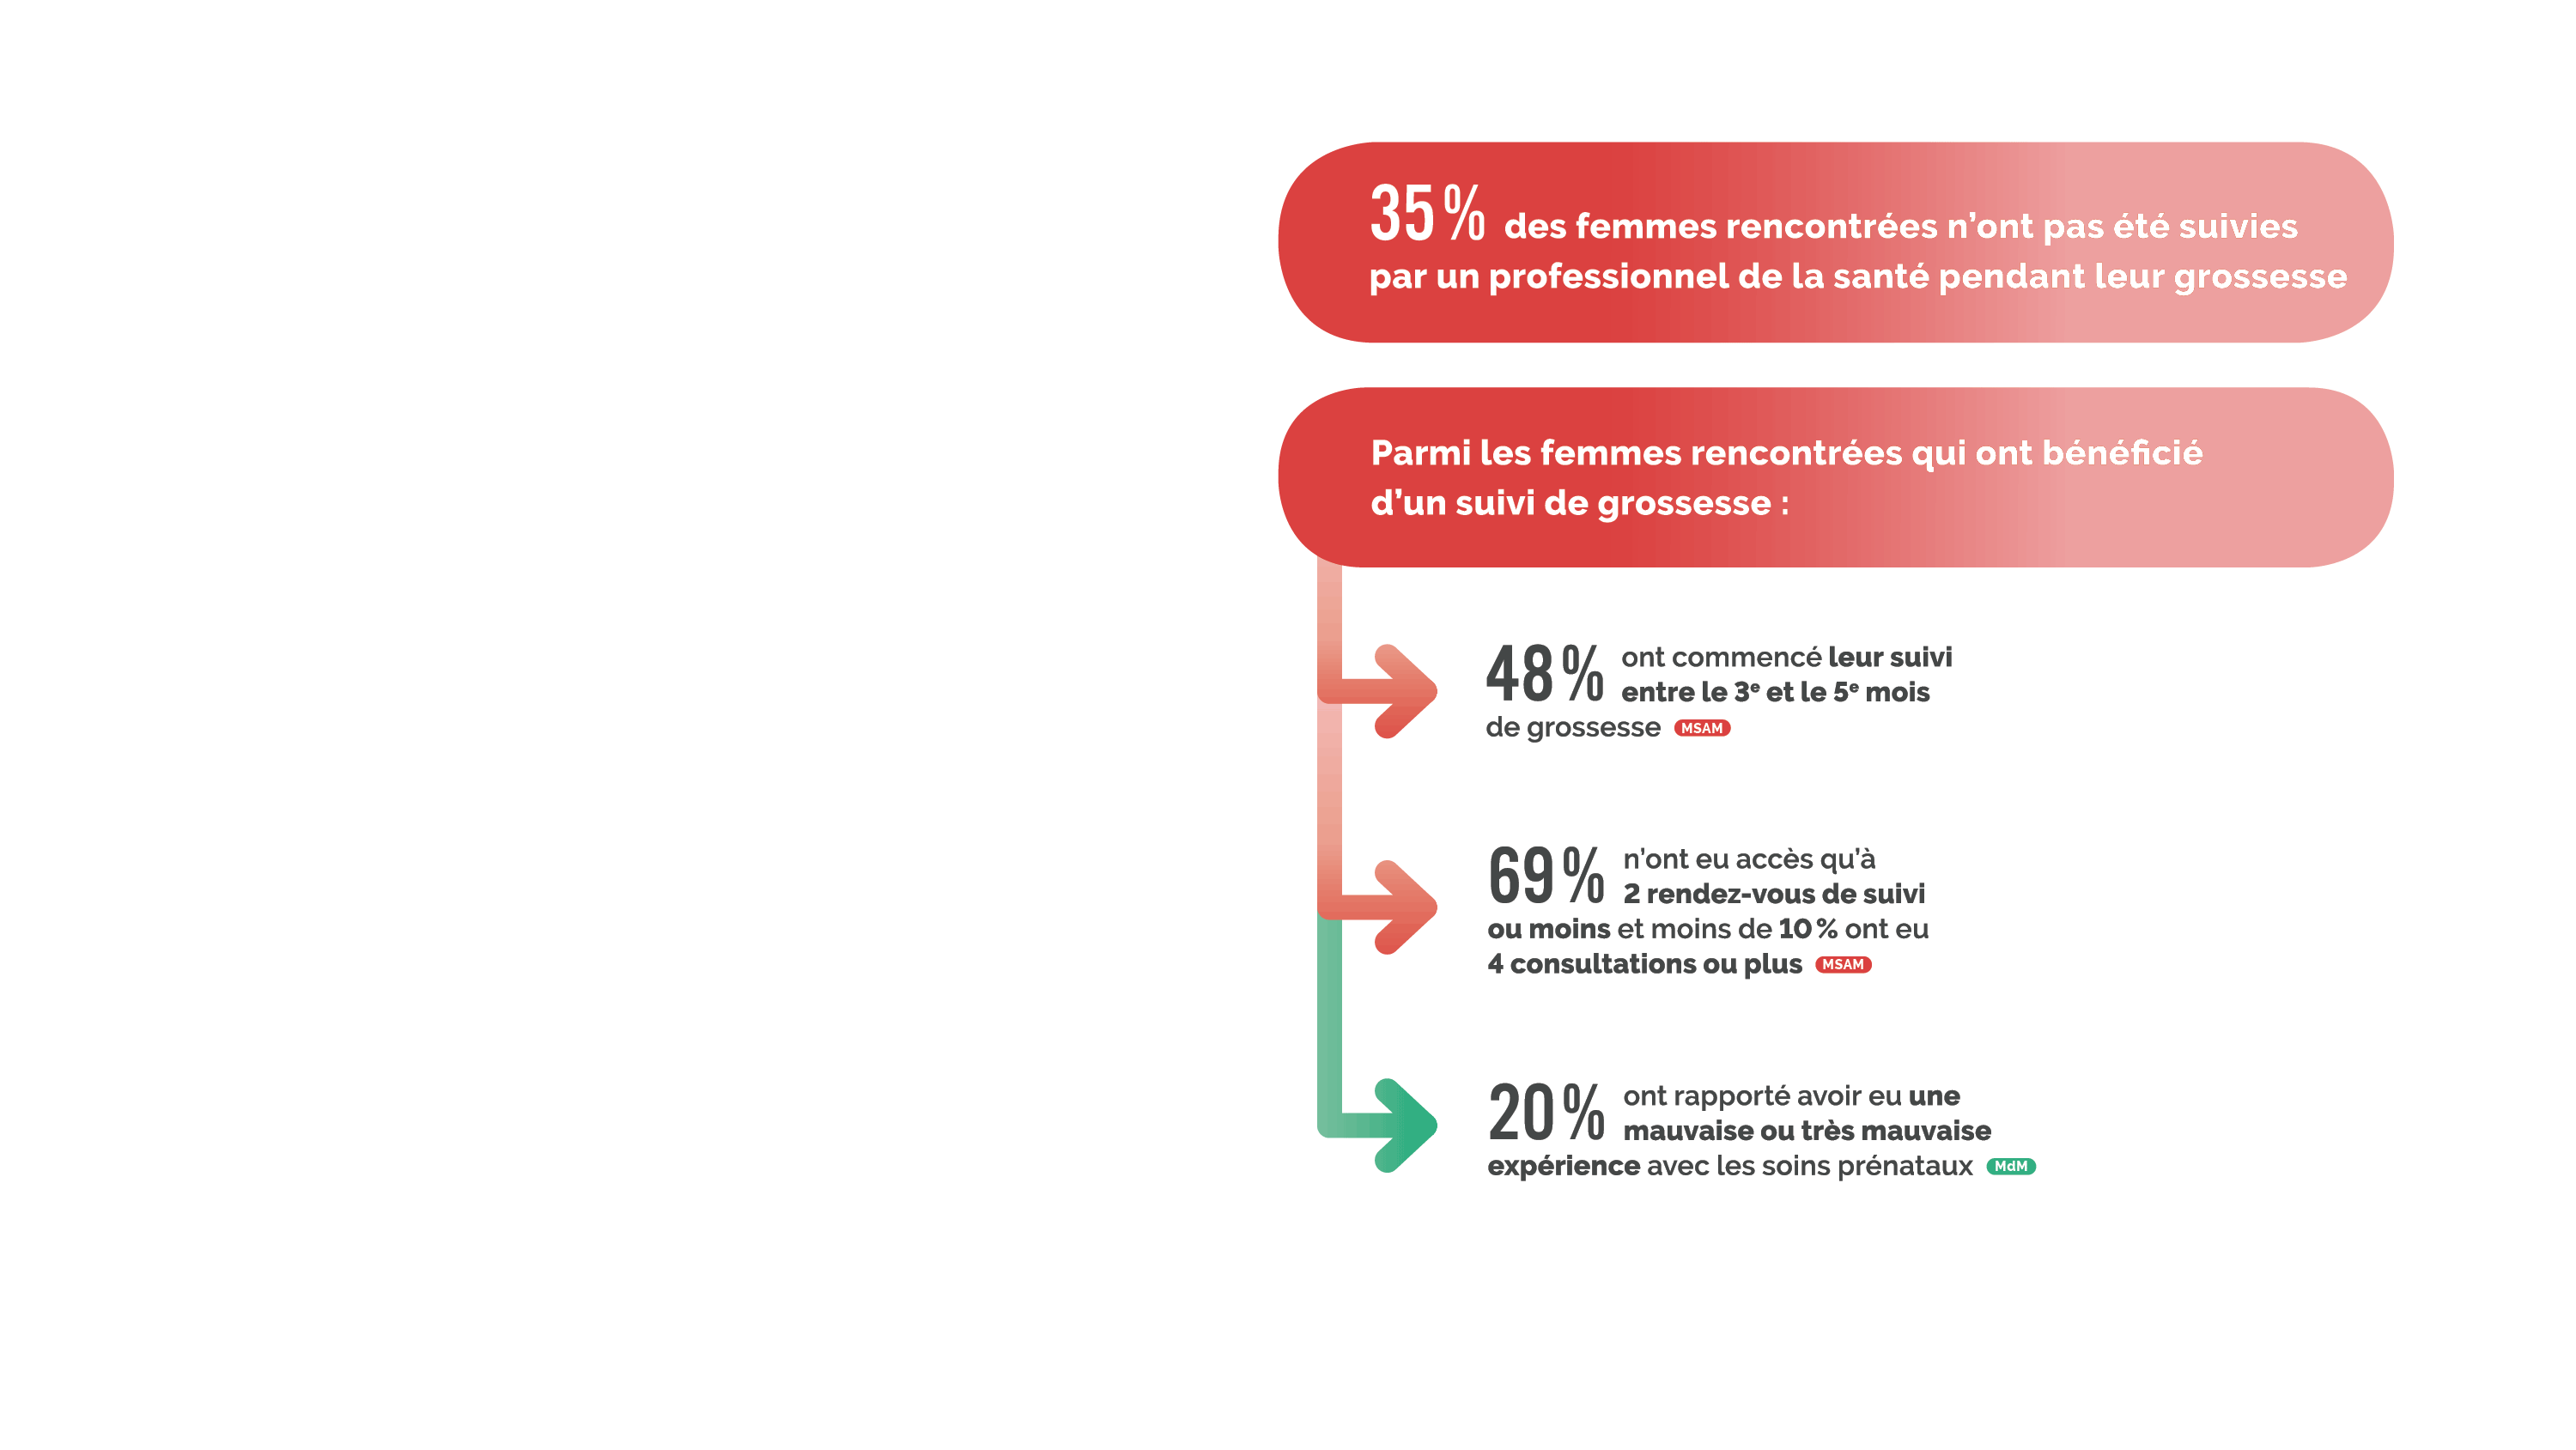 35 % des femmes rencontrées n’ont pas été suivies
par un professionnel de la santé pendant leur grossesse
Parmi les femmes rencontrées qui ont bénéficié
d’un suivi de grossesse :
48 % ont commencé leur suivi
entre le 3e et le 5e mois
de grossesse MSAM
69 % n’ont eu accès qu’à
2 rendez-vous de suivi
ou moins et moins de 10 % ont eu
4 consultations ou plus MSAM
20 % ont rapporté avoir eu une
mauvaise ou très mauvaise
expérience avec les soins prénataux MdM